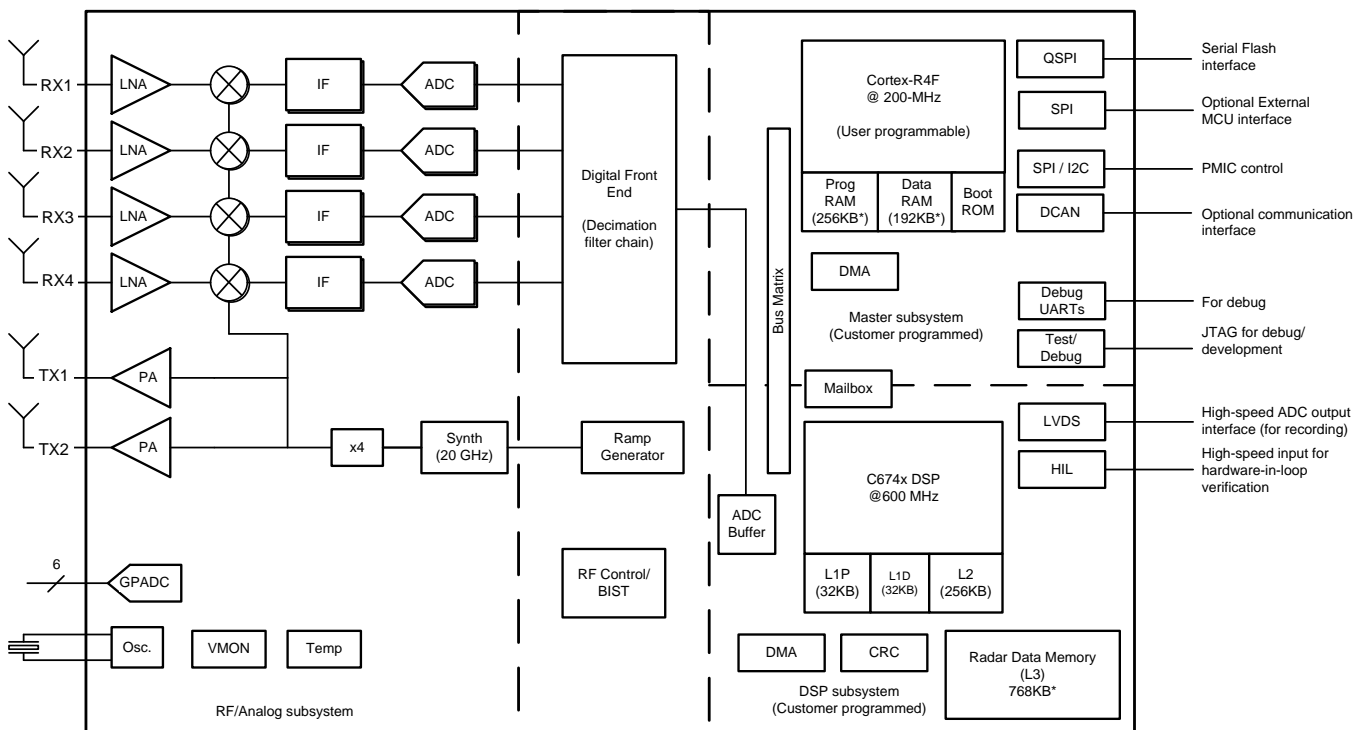 RX1
LNA
IF
ADC
RX2
LNA
IF
ADC
RX3
LNA
IF
ADC
RX4
LNA
IF
ADC
TX1
PA
TX2
PA
x4
Synth
(20 GHz)
Ramp
Generator
Digital Front
End
(Decimation
filter chain)
6
GPADC
Osc.
VMON
Temp
RF/Analog subsystem
RF Control/
BIST
ADC
Buffer
Bus Matrix
Cortex-R4F
@ 200-MHz
(User programmable)
Prog
RAM
(256KB*)
Data
RAM
(192KB*)
Boot
ROM
DMA
Master subsystem
(Customer programmed)
Mailbox
QSPI
Serial Flash
interface
SPI
Optional External
MCU interface
SPI / I2C
PMIC control
DCAN
Optional communication
interface
Debug
UARTs
For debug
Test/
Debug
JTAG for debug/
development
LVDS
High-speed ADC output
interface (for recording)
HIL
High-speed input for
hardware-in-loop
verification
C674x DSP
@600 MHz
L1P
(32KB)
L1D
(32KB)
L2
(256KB)
DMA
CRC
DSP subsystem
(Customer programmed)
Radar Data Memory
(L3)
768KB*